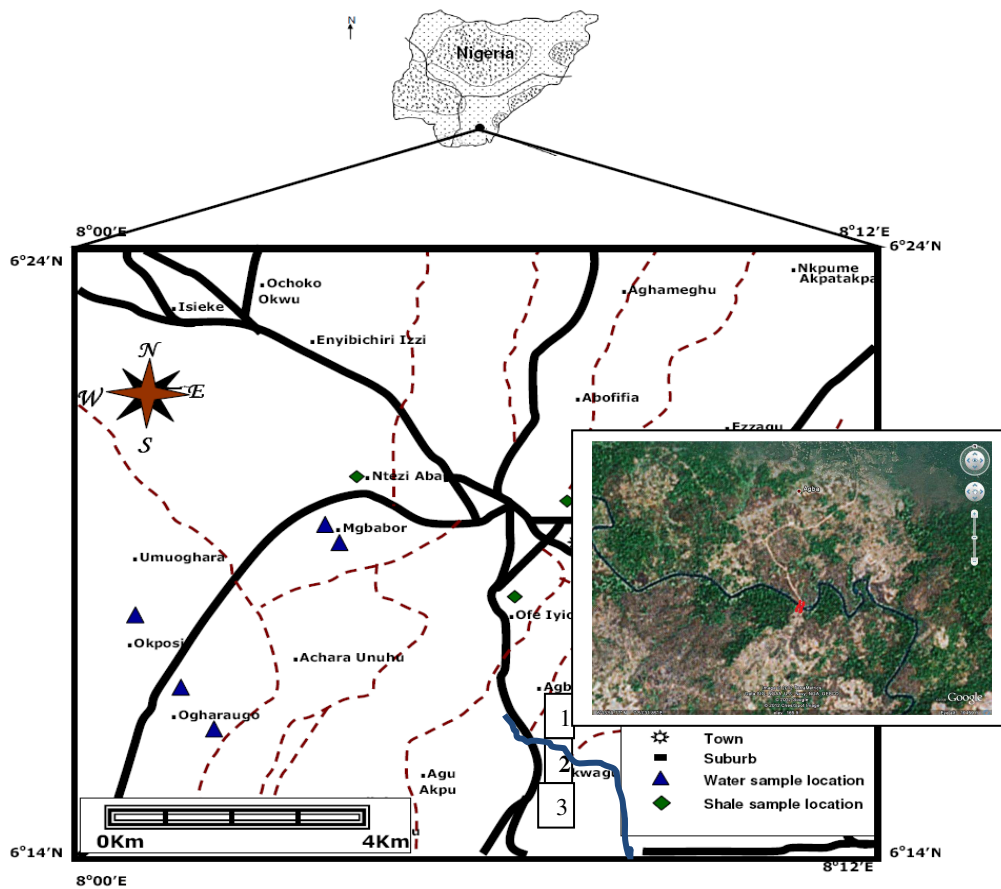 N
Nigeria
8°00′E
8°12′E
6°24′N
6°24′N
Nkpume
Akpatakpa
Ochoko
Okwu
Isieke
Aghameghu
Enyibichiri Izzi
N
W
E
S
Abofifia
Ezzagu
Ntezi Aba
Agba
Mgbabor
Umuoghara
Ofe Iyio
Okposi
Achara Unuhu
Agb
Google
Ogharaugo
1
Town
2
kwagu
Suburb
Agu
Akpu
Water sample location
3
Shale sample location
0Km
4Km
u
6°14′N
6°14′N
8°12′E
8°00′E